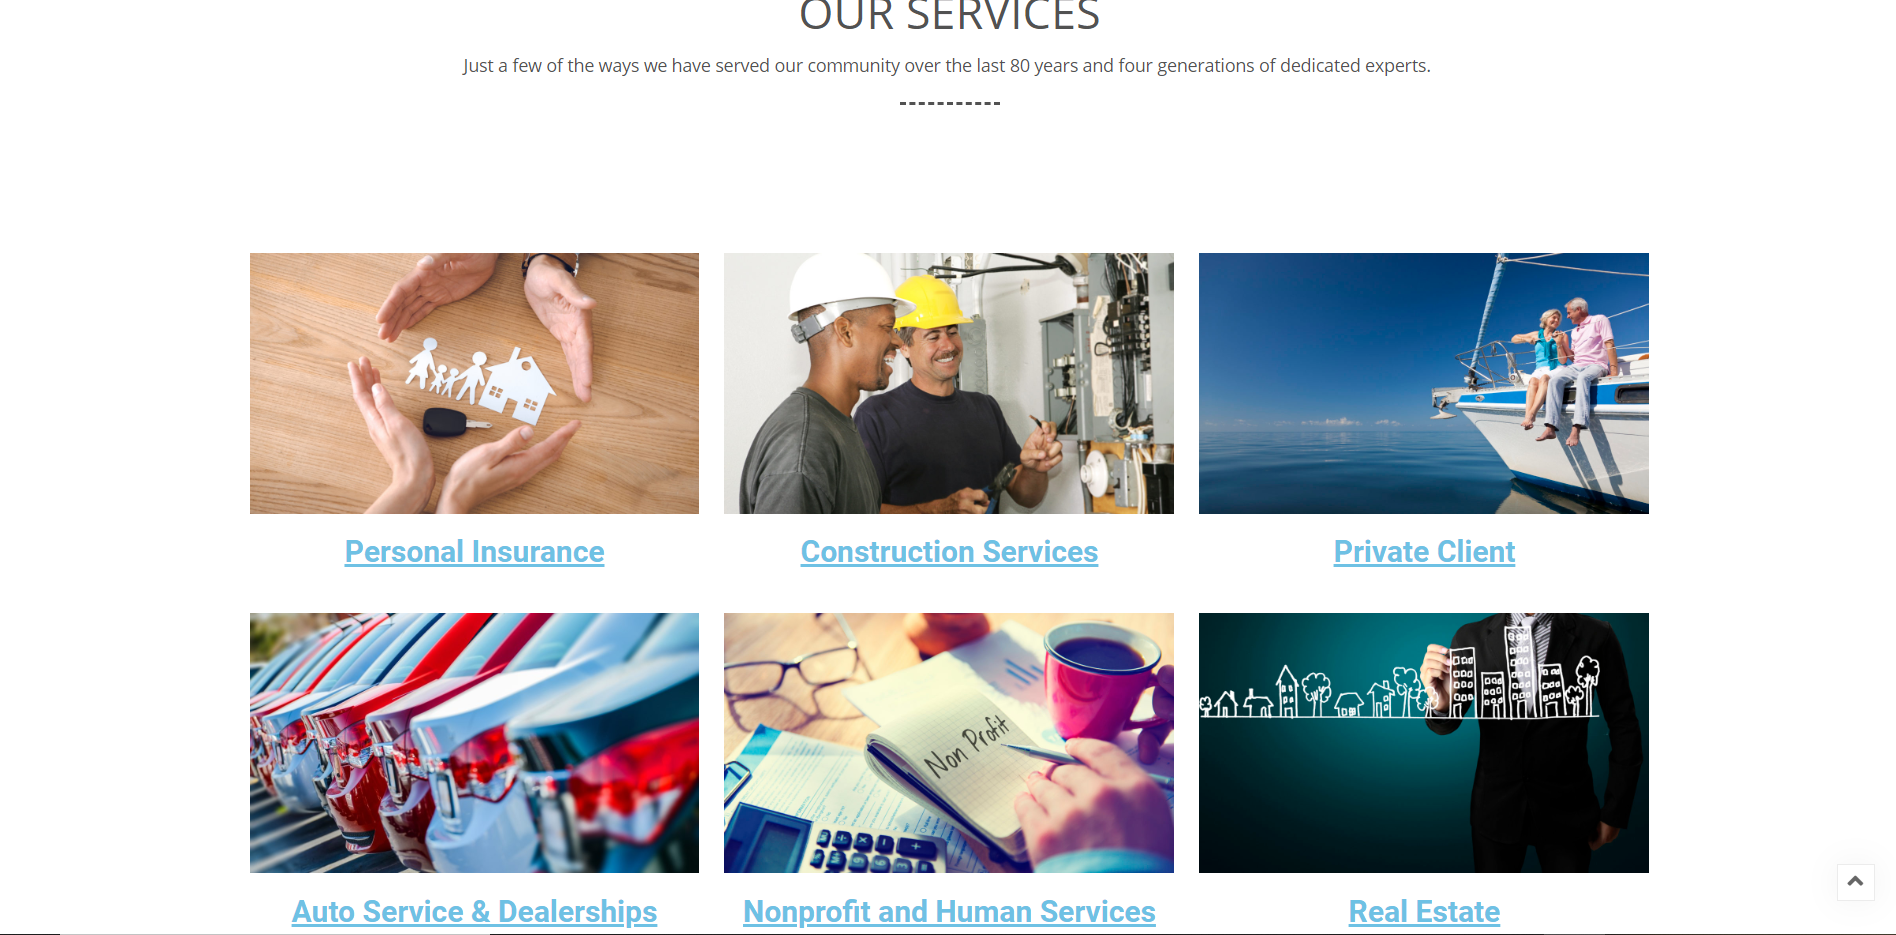 OUR SERVICES
Just a few of the ways we have served our community over the last 80 years and four generations of dedicated experts.
Personal Insurance
Construction Services
Private Client
Non Profit
Auto Service & Dealerships
Nonprofit and Human Services
Real Estate